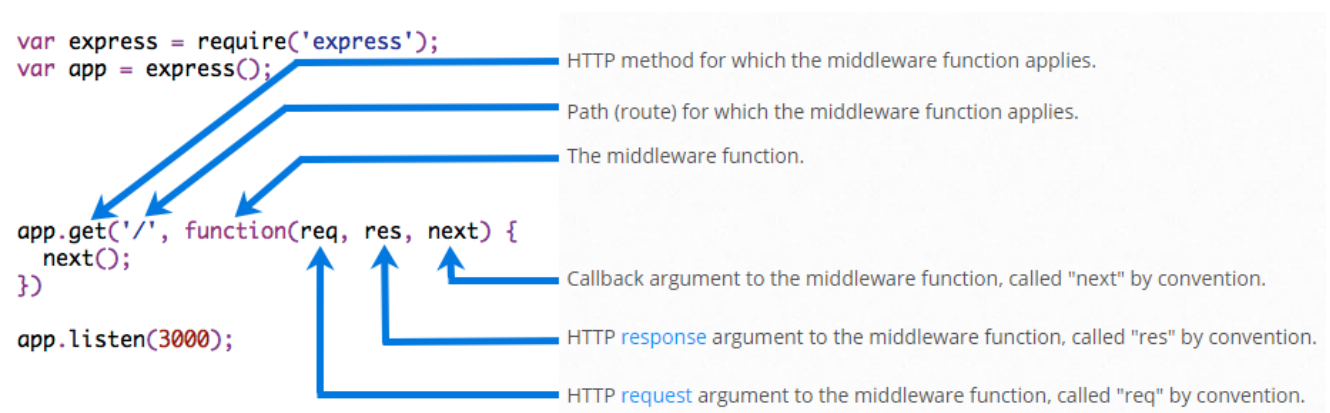 var express = require('express');
var app = express();
HTTP method for which the middleware function applies.
Path (route) for which the middleware function applies.
The middleware function.
app.get('/', function(req, res, next) {
next();
})
app.listen(3000);
Callback argument to the middleware function, called "next" by convention.
HTTP response argument to the middleware function, called "res" by convention.
HTTP request argument to the middleware function, called "req" by convention.